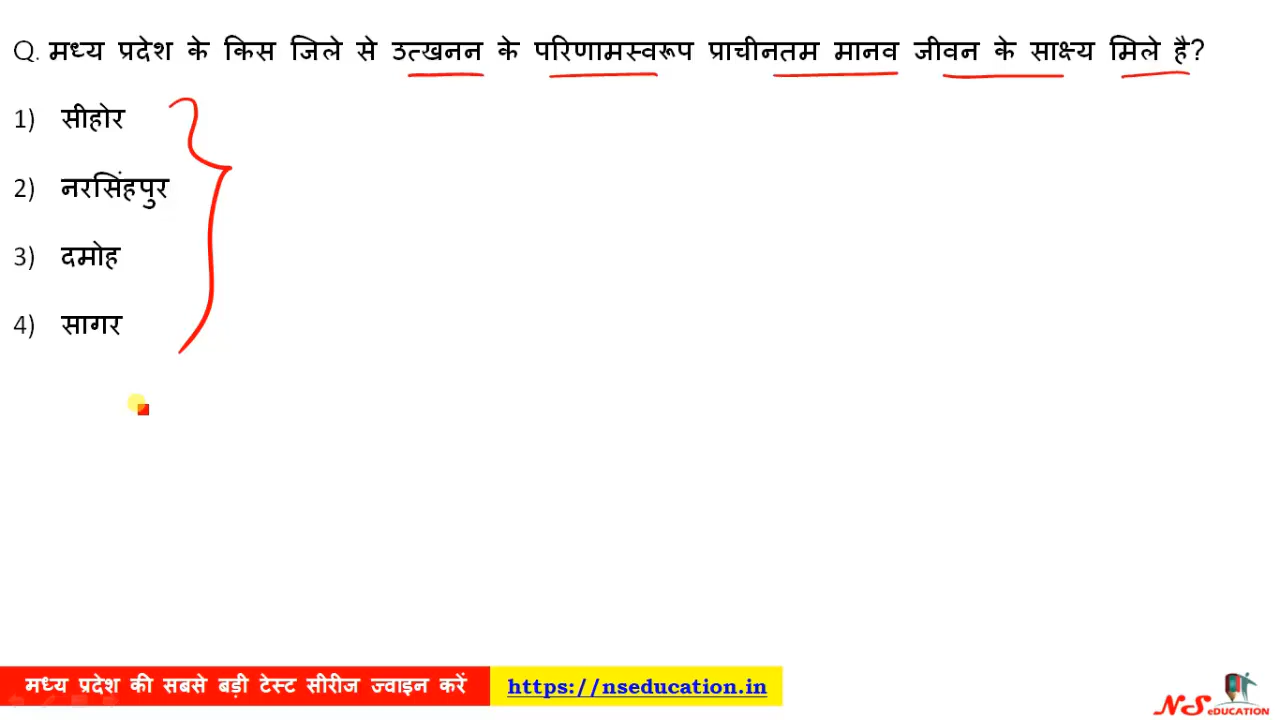 Q. मध्य प्रदेश के किस जिले से उत्खनन के परिणामस्वरूप प्राचीनतम मानव जीवन के साक्ष्य मिले है?
1) सीहोर
2) नरसिंहपुर
3) दमोह
4) सागर
मध्य प्रदेश की सबसे बड़ी टेस्ट सीरीज ज्वाइन करें https://nseducation.in
NS eDUCATION